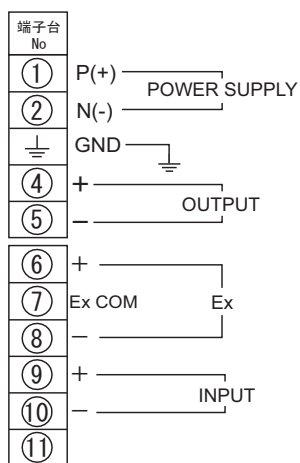 端子台
No
① P(+)
POWER SUPPLY
② N(-)
GND
④ +
OUTPUT
⑤ −
⑥ +
⑦ Ex COM Ex
⑧ −
⑨ +
INPUT
⑩ −
⑪